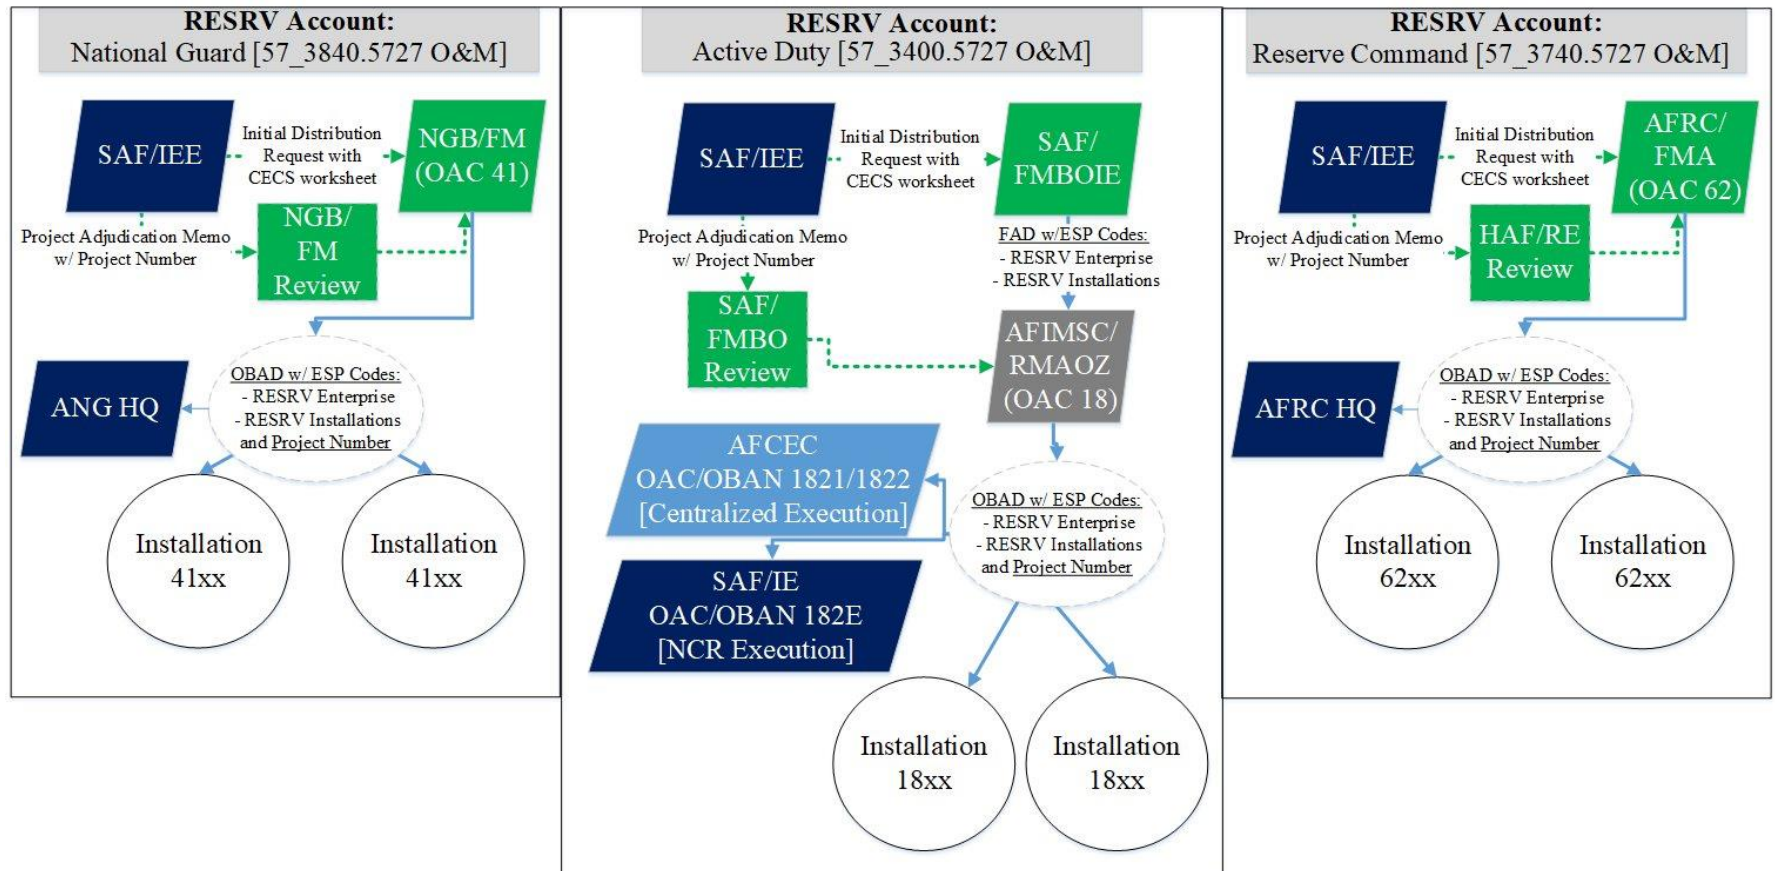 RESRV Account:
National Guard [57_3840.5727 O&M]
SAF/IEE
Initial Distribution
Request with
CECS worksheet
NGB/FM
(OAC 41)
Project Adjudication Memo
w/ Project Number
NGB/
FM
Review
OBAD w/ ESP Codes:
- RESRV Enterprise
- RESRV Installations
and Project Number
ANG HQ
Installation
41xx
Installation
41xx
RESRV Account:
Active Duty [57_3400.5727 O&M]
SAF/IEE
Initial Distribution
Request with
CECS worksheet
SAF/
FMBOIE
Project Adjudication Memo
w/ Project Number
FAD w/ESP Codes:
- RESRV Enterprise
- RESRV Installations
SAF/
FMBO
Review
AFIMSC/
RMAOZ
(OAC 18)
AFCEC
OAC/OBAN 1821/1822
[Centralized Execution]
OBAD w/ ESP Codes:
- RESRV Enterprise
- RESRV Installations
and Project Number
SAF/IE
OAC/OBAN 182E
[NCR Execution]
Installation
18xx
Installation
18xx
RESRV Account:
Reserve Command [57_3740.5727 O&M]
SAF/IEE
Initial Distribution
Request with
CECS worksheet
AFRC/
FMA
(OAC 62)
Project Adjudication Memo
w/ Project Number
HAF/RE
Review
OBAD w/ ESP Codes:
- RESRV Enterprise
- RESRV Installations
and Project Number
AFRC HQ
Installation
62xx
Installation
62xx